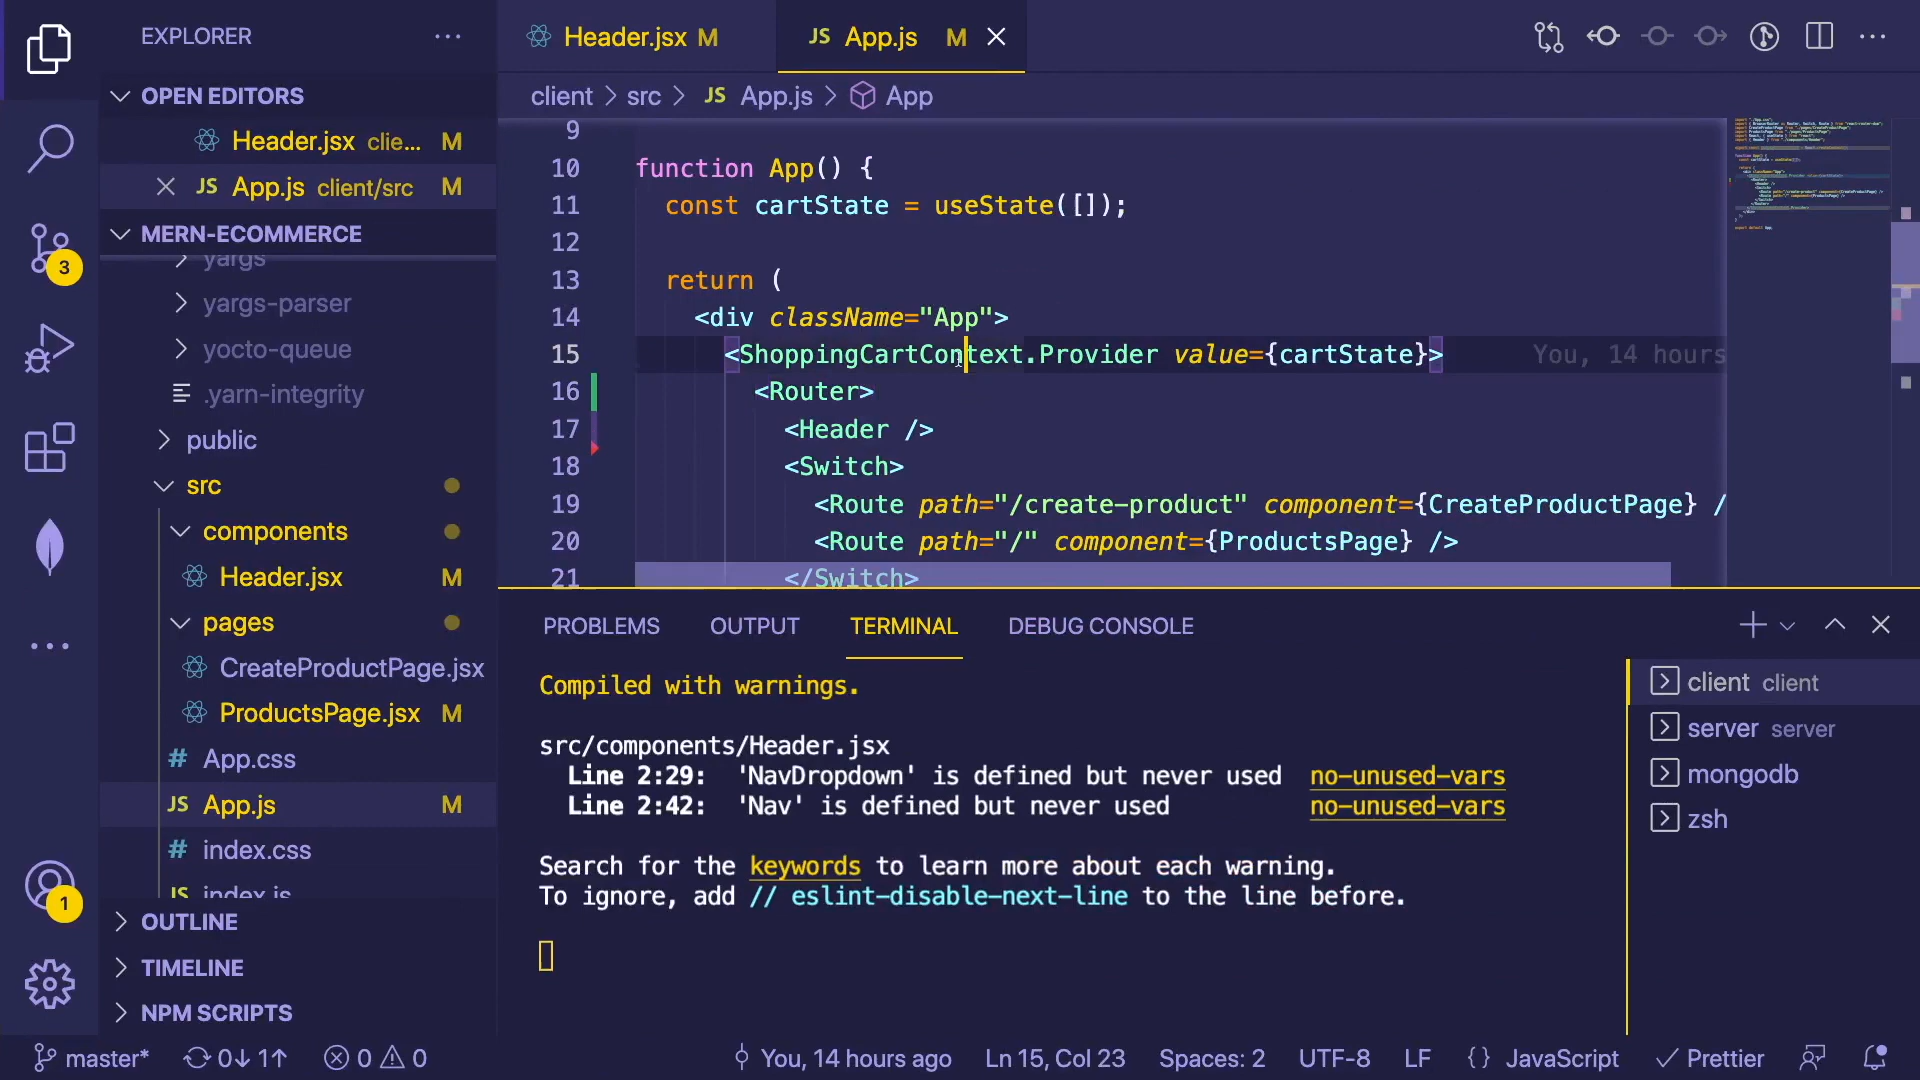 EXPLORER
OPEN EDITORS
Header.jsx clie... M
App.js client/src M
MERN-ECOMMERCE
yargs
yargs-parser
yocto-queue
.yarn-integrity
public
src
components
Header.jsx M
pages
CreateProductPage.jsx
ProductsPage.jsx M
# App.css
JS App.js M
# index.css
JS index.js
OUTLINE
TIMELINE
NPM SCRIPTS
3
1
Header.jsx M
JS App.js M
client > src > JS App.js > App
9
10 function App() {
11 const cartState = useState([]);
12
13 return (
14 <div className="App">
15 <ShoppingCartContext.Provider value={cartState}> You, 14 hours
16 <Router>
17 <Header />
18 <Switch>
19 <Route path="/create-product" component={CreateProductPage} /
20 <Route path="/" component={ProductsPage} />
21 </Switch>
PROBLEMS OUTPUT TERMINAL DEBUG CONSOLE
Compiled with warnings.
src/components/Header.jsx
Line 2:29: 'NavDropdown' is defined but never used no-unused-vars
Line 2:42: 'Nav' is defined but never used no-unused-vars
Search for the keywords to learn more about each warning.
To ignore, add // eslint-disable-next-line to the line before.
client client
server server
mongodb
zsh
master* 0↓ 1↑ 0 0 You, 14 hours ago Ln 15, Col 23 Spaces: 2 UTF-8 LF {} JavaScript Prettier